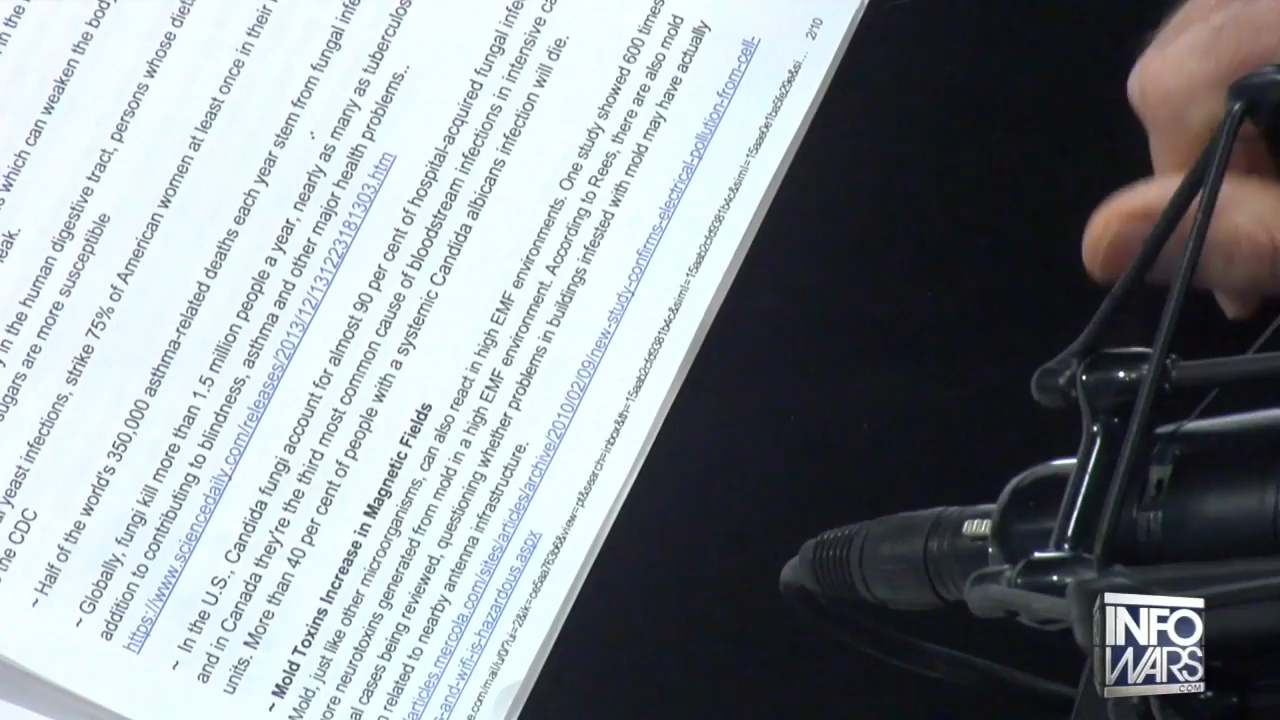 which can weaken the body
eak.
in the human digestive tract, persons whose diet
sugars are more susceptible
yeast infections, strike 75% of American women at least once in their
the CDC
~ Half of the world's 350,000 asthma-related deaths each year stem from fungal infe
~ Globally, fungi kill more than 1.5 million people a year, nearly as many as tuberculos
addition to contributing to blindness, asthma and other major health problems..
https://www.sciencedaily.com/releases/2013/12/131223181303.htm
~ In the U.S., Candida fungi account for almost 90 per cent of hospital-acquired fungal infe
and in Canada they're the third most common cause of bloodstream infections in intensive ca
units. More than 40 per cent of people with a systemic Candida albicans infection will die.
~ Mold Toxins Increase in Magnetic Fields
Mold, just like other microorganisms, can also react in high EMF environments. One study showed 600 times
ore neurotoxins generated from mold in a high EMF environment. According to Rees, there are also mold
al cases being reviewed, questioning whether problems in buildings infested with mold may have actually
n related to nearby antenna infrastructure.
articles.mercola.com/sites/articles/archive/2010/02/09/new-study-confirms-electrical-pollution-from-cell-
-and-wifi-is-hazardous.aspx
2/10
INFO
WARS
.COM